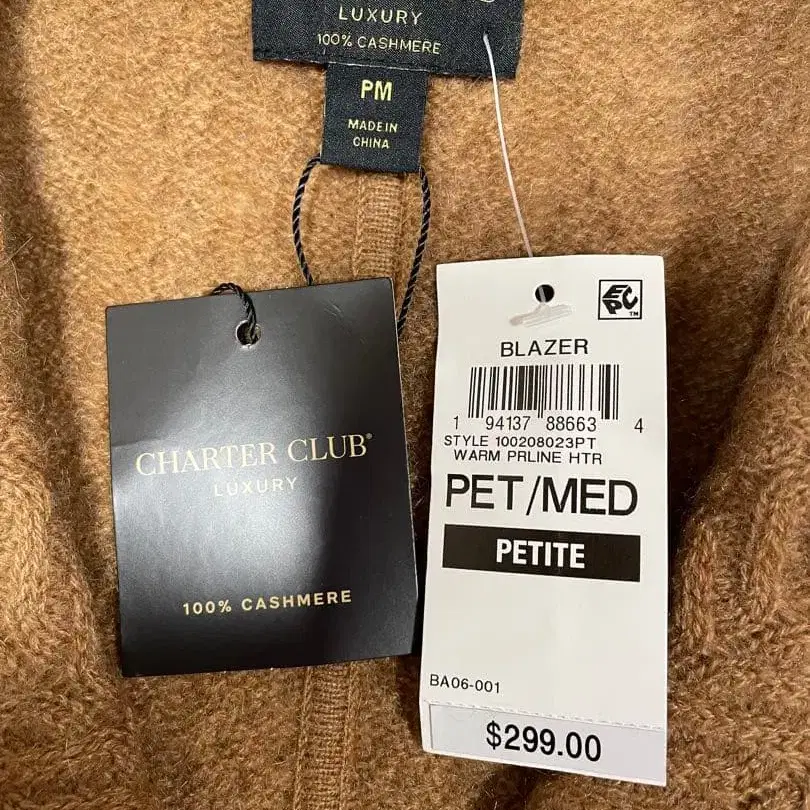 LUXURY
100% CASHMERE
PM
MADE IN
CHINA
CHARTER CLUB®
LUXURY
100% CASHMERE
EPC™
BLAZER
1 94137 88663 4
STYLE 100208023PT
WARM PRLINE HTR
PET/MED
PETITE
BA06-001
$299.00